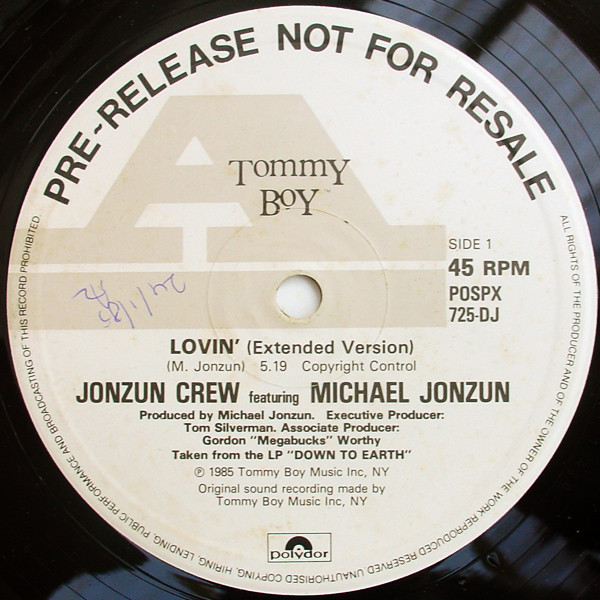 PRE-RELEASE NOT FOR RESALE
A
TOMMY
BOY
SIDE 1
45 RPM
POSPX
725-DJ
LOVIN' (Extended Version)
(M. Jonzun) 5.19 Copyright Control
JONZUN CREW featuring MICHAEL JONZUN
Produced by Michael Jonzun. Executive Producer:
Tom Silverman. Associate Producer:
Gordon "Megabucks" Worthy
Taken from the LP "DOWN TO EARTH"
℗ 1985 Tommy Boy Music Inc, NY
Original sound recording made by
Tommy Boy Music Inc, NY
polydor
ALL RIGHTS OF THE PRODUCER AND OF THE OWNER OF THE WORK REPRODUCED RESERVED. UNAUTHORISED COPYING, HIRING, LENDING, PUBLIC PERFORMANCE AND BROADCASTING OF THIS RECORD PROHIBITED.